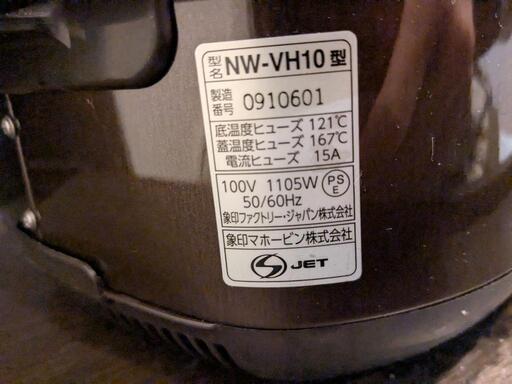 型名 NW-VH10 型
製造番号 0910601
底温度ヒューズ 121℃
蓋温度ヒューズ 167℃
電流ヒューズ 15A
100V 1105W PSE
50/60Hz
象印ファクトリー・ジャパン株式会社
象印マホービン株式会社
JET